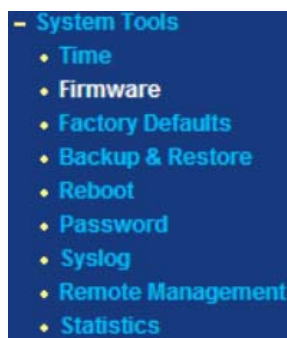 – System Tools
• Time
• Firmware
• Factory Defaults
• Backup & Restore
• Reboot
• Password
• Syslog
• Remote Management
• Statistics